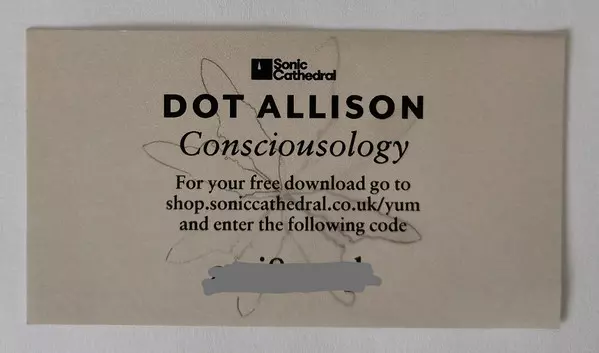 Sonic
Cathedral
DOT ALLISON
Consciousology
For your free download go to
shop.soniccathedral.co.uk/yum
and enter the following code